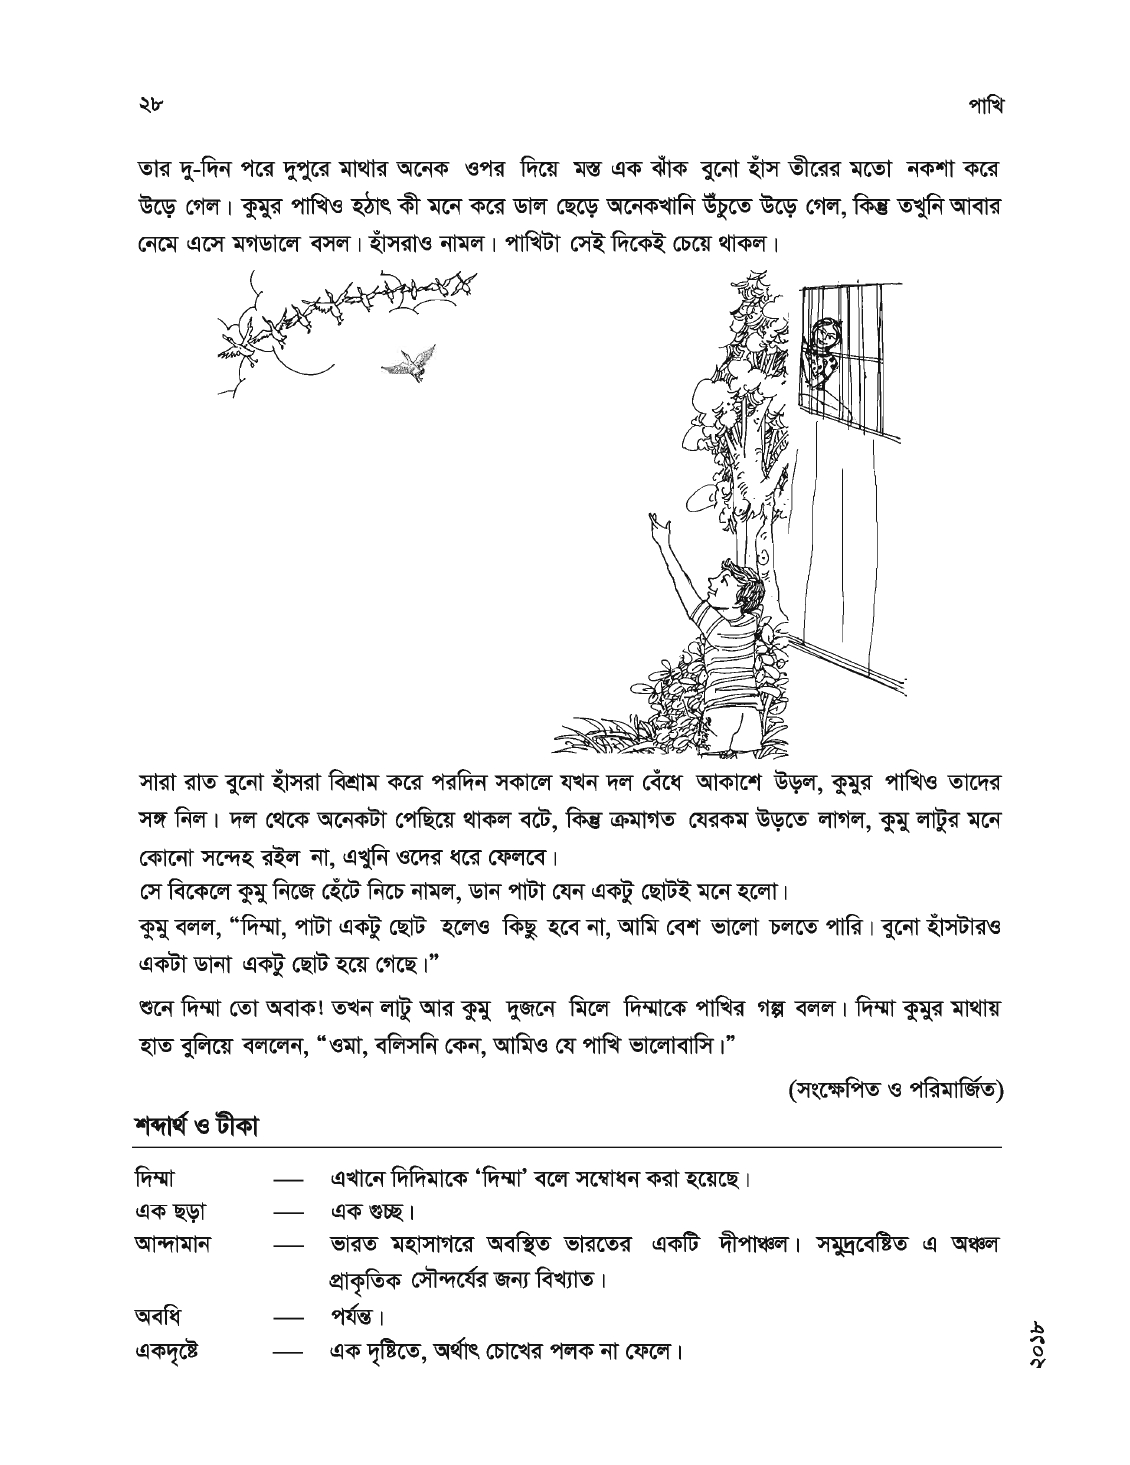 ২৮ পাখি
তার দু-দিন পরে দুপুরে মাথার অনেক ওপর দিয়ে মস্ত এক ঝাঁক বুনো হাঁস তীরের মতো নকশা করে
উড়ে গেল। কুমুর পাখিও হঠাৎ কী মনে করে ডাল ছেড়ে অনেকখানি উঁচুতে উড়ে গেল, কিন্তু তখুনি আবার
নেমে এসে মগডালে বসল। হাঁসরাও নামল। পাখিটা সেই দিকেই চেয়ে থাকল।
সারা রাত বুনো হাঁসরা বিশ্রাম করে পরদিন সকালে যখন দল বেঁধে আকাশে উড়ল, কুমুর পাখিও তাদের
সঙ্গ নিল। দল থেকে অনেকটা পেছিয়ে থাকল বটে, কিন্তু ক্রমাগত যেরকম উড়তে লাগল, কুমু লাটুর মনে
কোনো সন্দেহ রইল না, এখুনি ওদের ধরে ফেলবে।
সে বিকেলে কুমু নিজে হেঁটে নিচে নামল, ডান পাটা যেন একটু ছোটই মনে হলো।
কুমু বলল, “দিম্মা, পাটা একটু ছোট হলেও কিছু হবে না, আমি বেশ ভালো চলতে পারি। বুনো হাঁসটারও
একটা ডানা একটু ছোট হয়ে গেছে।”
শুনে দিম্মা তো অবাক! তখন লাটু আর কুমু দুজনে মিলে দিম্মাকে পাখির গল্প বলল। দিম্মা কুমুর মাথায়
হাত বুলিয়ে বললেন, “ওমা, বলিসনি কেন, আমিও যে পাখি ভালোবাসি।”
(সংক্ষেপিত ও পরিমার্জিত)
শব্দার্থ ও টীকা
দিম্মা — এখানে দিদিমাকে ‘দিম্মা’ বলে সম্বোধন করা হয়েছে।
এক ছড়া — এক গুচ্ছ।
আন্দামান — ভারত মহাসাগরে অবস্থিত ভারতের একটি দীপাঞ্চল। সমুদ্রবেষ্টিত এ অঞ্চল
প্রাকৃতিক সৌন্দর্যের জন্য বিখ্যাত।
অবধি — পর্যন্ত।
একদৃষ্টে — এক দৃষ্টিতে, অর্থাৎ চোখের পলক না ফেলে।
২০১৮